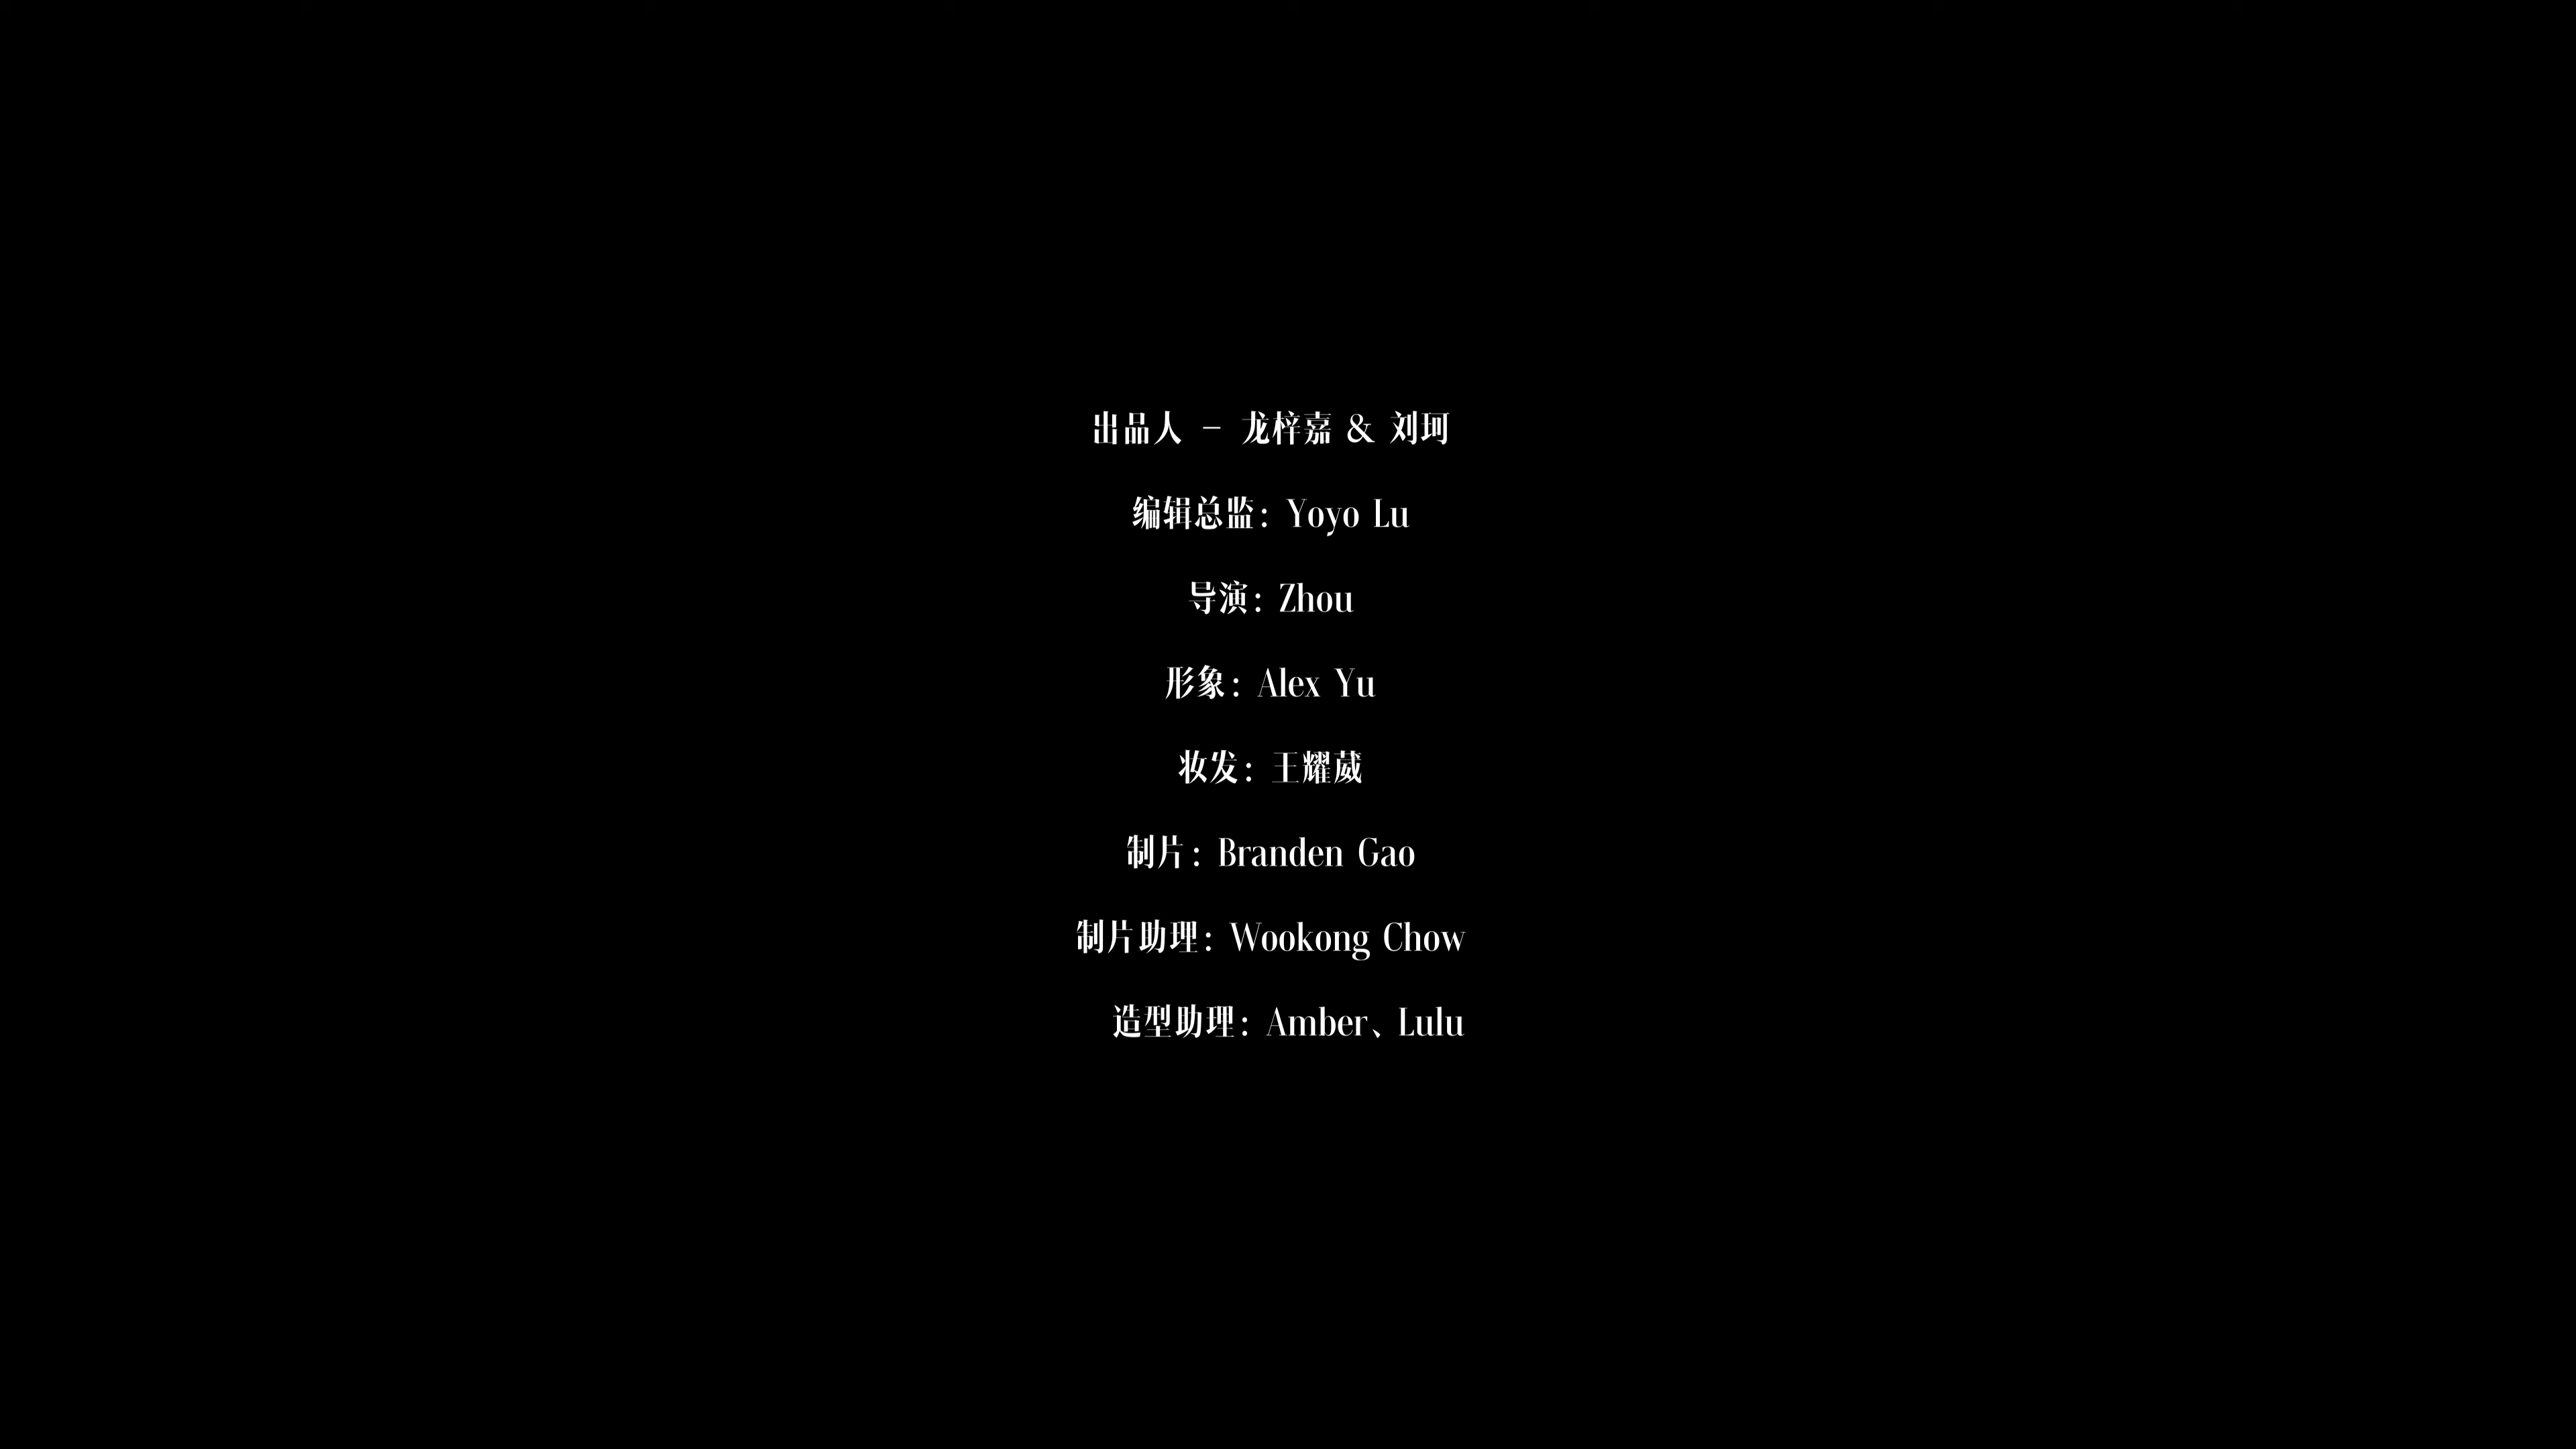 出品人 - 龙梓嘉 & 刘珂
编辑总监: Yoyo Lu
导演: Zhou
形象: Alex Yu
妆发: 王耀葳
制片: Branden Gao
制片助理: Wookong Chow
造型助理: Amber、Lulu